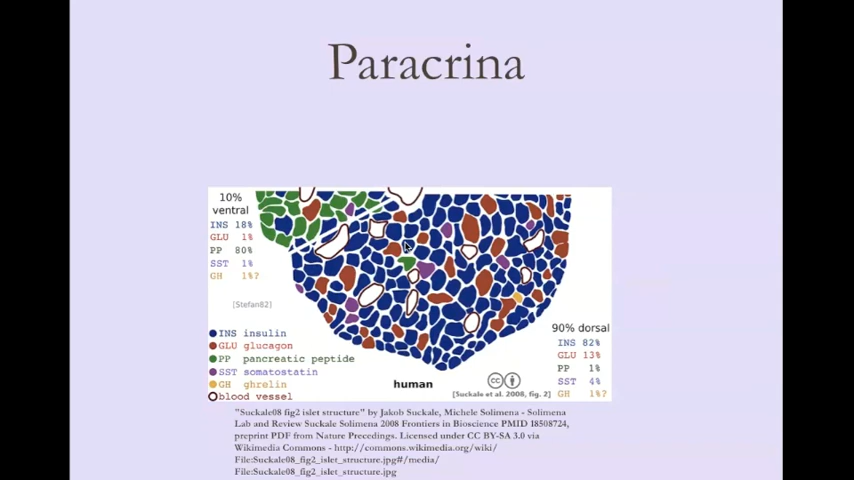 Paracrina
10%
ventral
INS 18%
GLU 1%
PP 80%
SST 1%
GH 1%?
[Stefan82]
INS insulin
GLU glucagon
PP pancreatic peptide
SST somatostatin
GH ghrelin
blood vessel
human
cc
[Suckale et al. 2008, fig. 2]
90% dorsal
INS 82%
GLU 13%
PP 1%
SST 4%
GH 1%?
"Suckale08 fig2 islet structure" by Jakob Suckale, Michele Solimena - Solimena
Lab and Review Suckale Solimena 2008 Frontiers in Bioscience PMID 18508724,
preprint PDF from Nature Precedings. Licensed under CC BY-SA 3.0 via
Wikimedia Commons - http://commons.wikimedia.org/wiki/
File:Suckale08_fig2_islet_structure.jpg#/media/
File:Suckale08_fig2_islet_structure.jpg